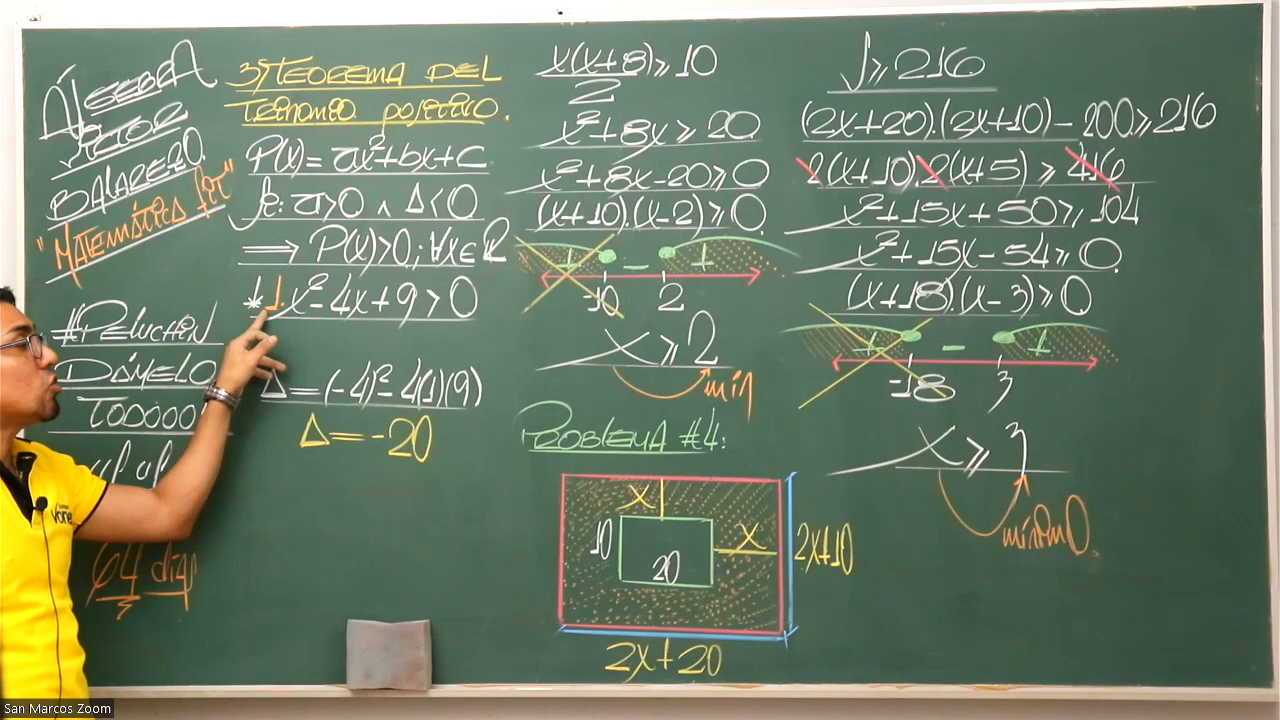 ÁLGEBRA
VÍCTOR
BALAREZO.
"MATEMÁTICA fit"
#PELUCHÍN
DÁMELO
TODOOOO
64 días
3) TEOREMA DEL
TRINOMIO positivo.
P(x) = ax²+bx+c
Si: a>0 ∧ Δ<0
⟹ P(x)>0; ∀x∈R
* 1.x²-4x+9>0
Δ=(-4)²-4(1)(9)
Δ=-20
x(x+8)≥10
2
x²+8x≥20
x²+8x-20≥0
(x+10).(x-2)≥0
+ - +
-10 2
x≥2
mín
PROBLEMA #4:
x
10 x 2x+10
20
2x+20
S≥216
(2x+20).(2x+10)-200≥216
2(x+10).2(x+5)≥416
x²+15x+50≥104
x²+15x-54≥0
(x+18).(x-3)≥0
+ - +
-18 3
x≥3
mínimo.
San Marcos Zoom